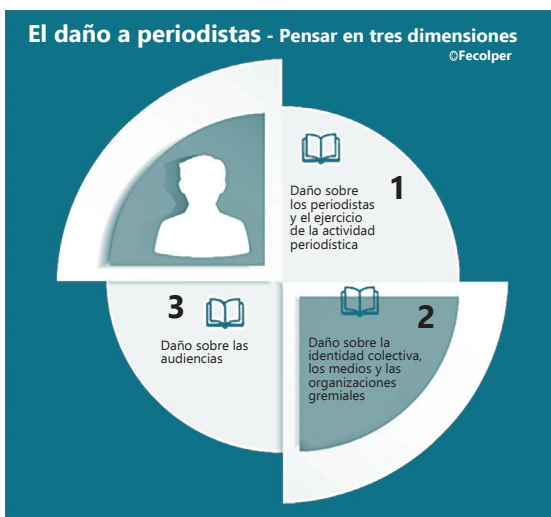 El daño a periodistas - Pensar en tres dimensiones
©Fecolper
1
Daño sobre
los periodistas
y el ejercicio
de la actividad
periodística
2
Daño sobre la
identidad colectiva,
los medios y las
organizaciones
gremiales
3
Daño sobre las
audiencias